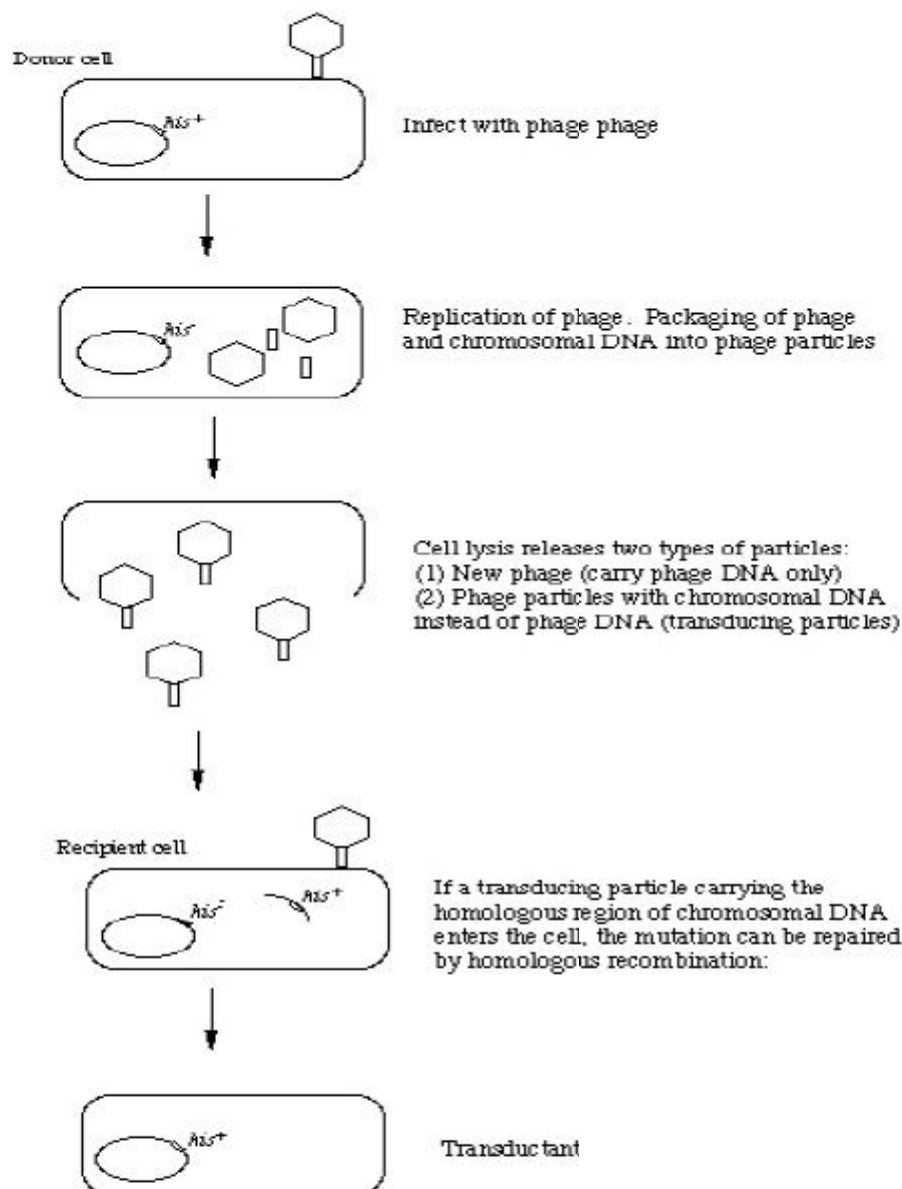 Donor cell
his+
Infect with phage phage
his-
Replication of phage. Packaging of phage
and chromosomal DNA into phage particles
Cell lysis releases two types of particles:
(1) New phage (carry phage DNA only)
(2) Phage particles with chromosomal DNA
instead of phage DNA (transducing particles)
Recipient cell
his-
his+
If a transducing particle carrying the
homologous region of chromosomal DNA
enters the cell, the mutation can be repaired
by homologous recombination:
his+
Transductant